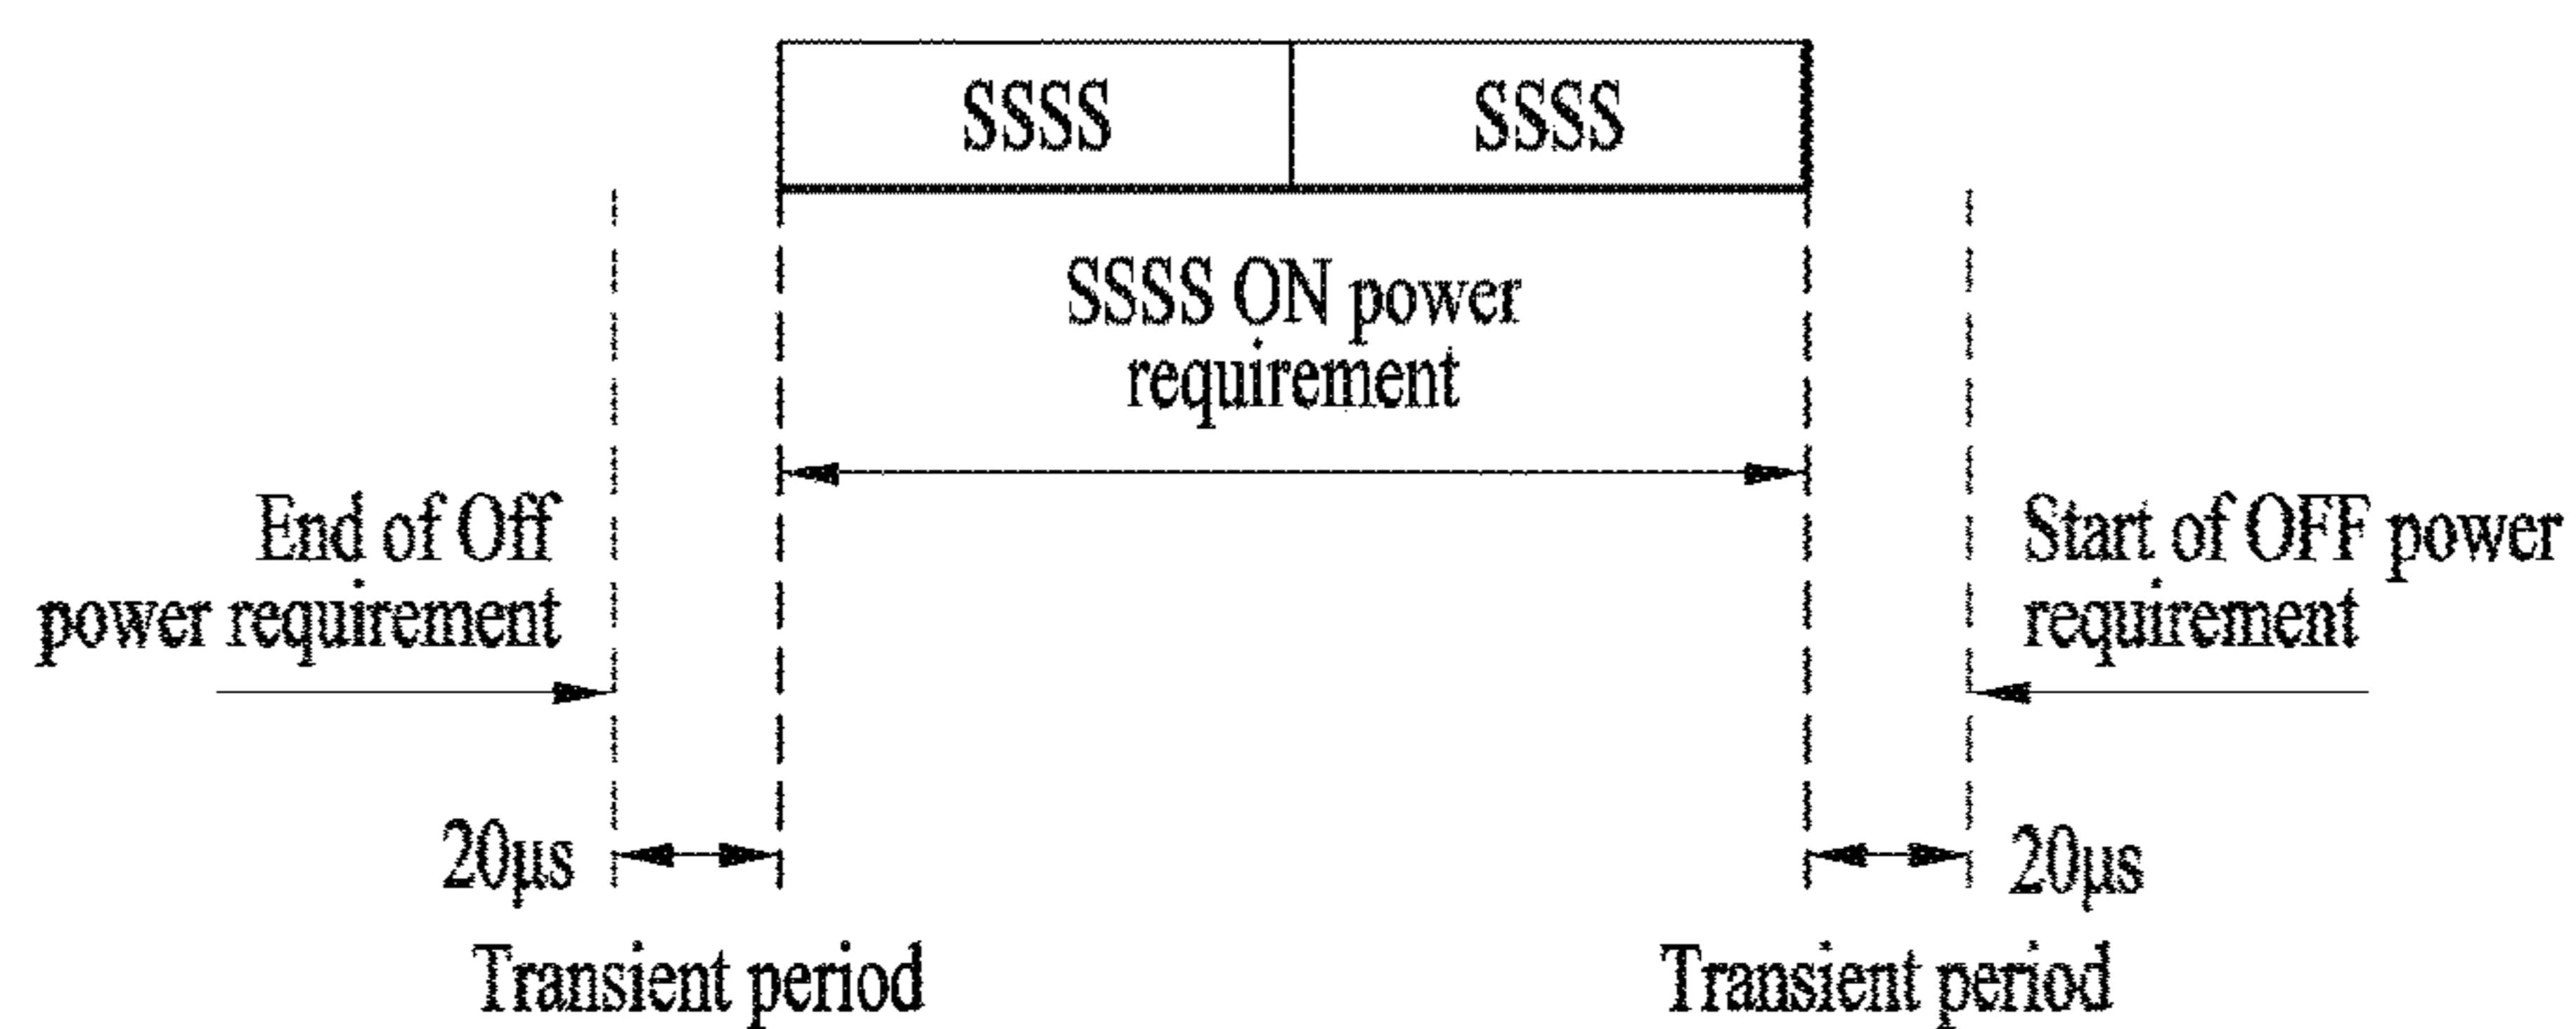 SSSS
SSSS
SSSS ON power
requirement
End of Off
power requirement
Start of OFF power
requirement
20μs
20μs
Transient period
Transient period